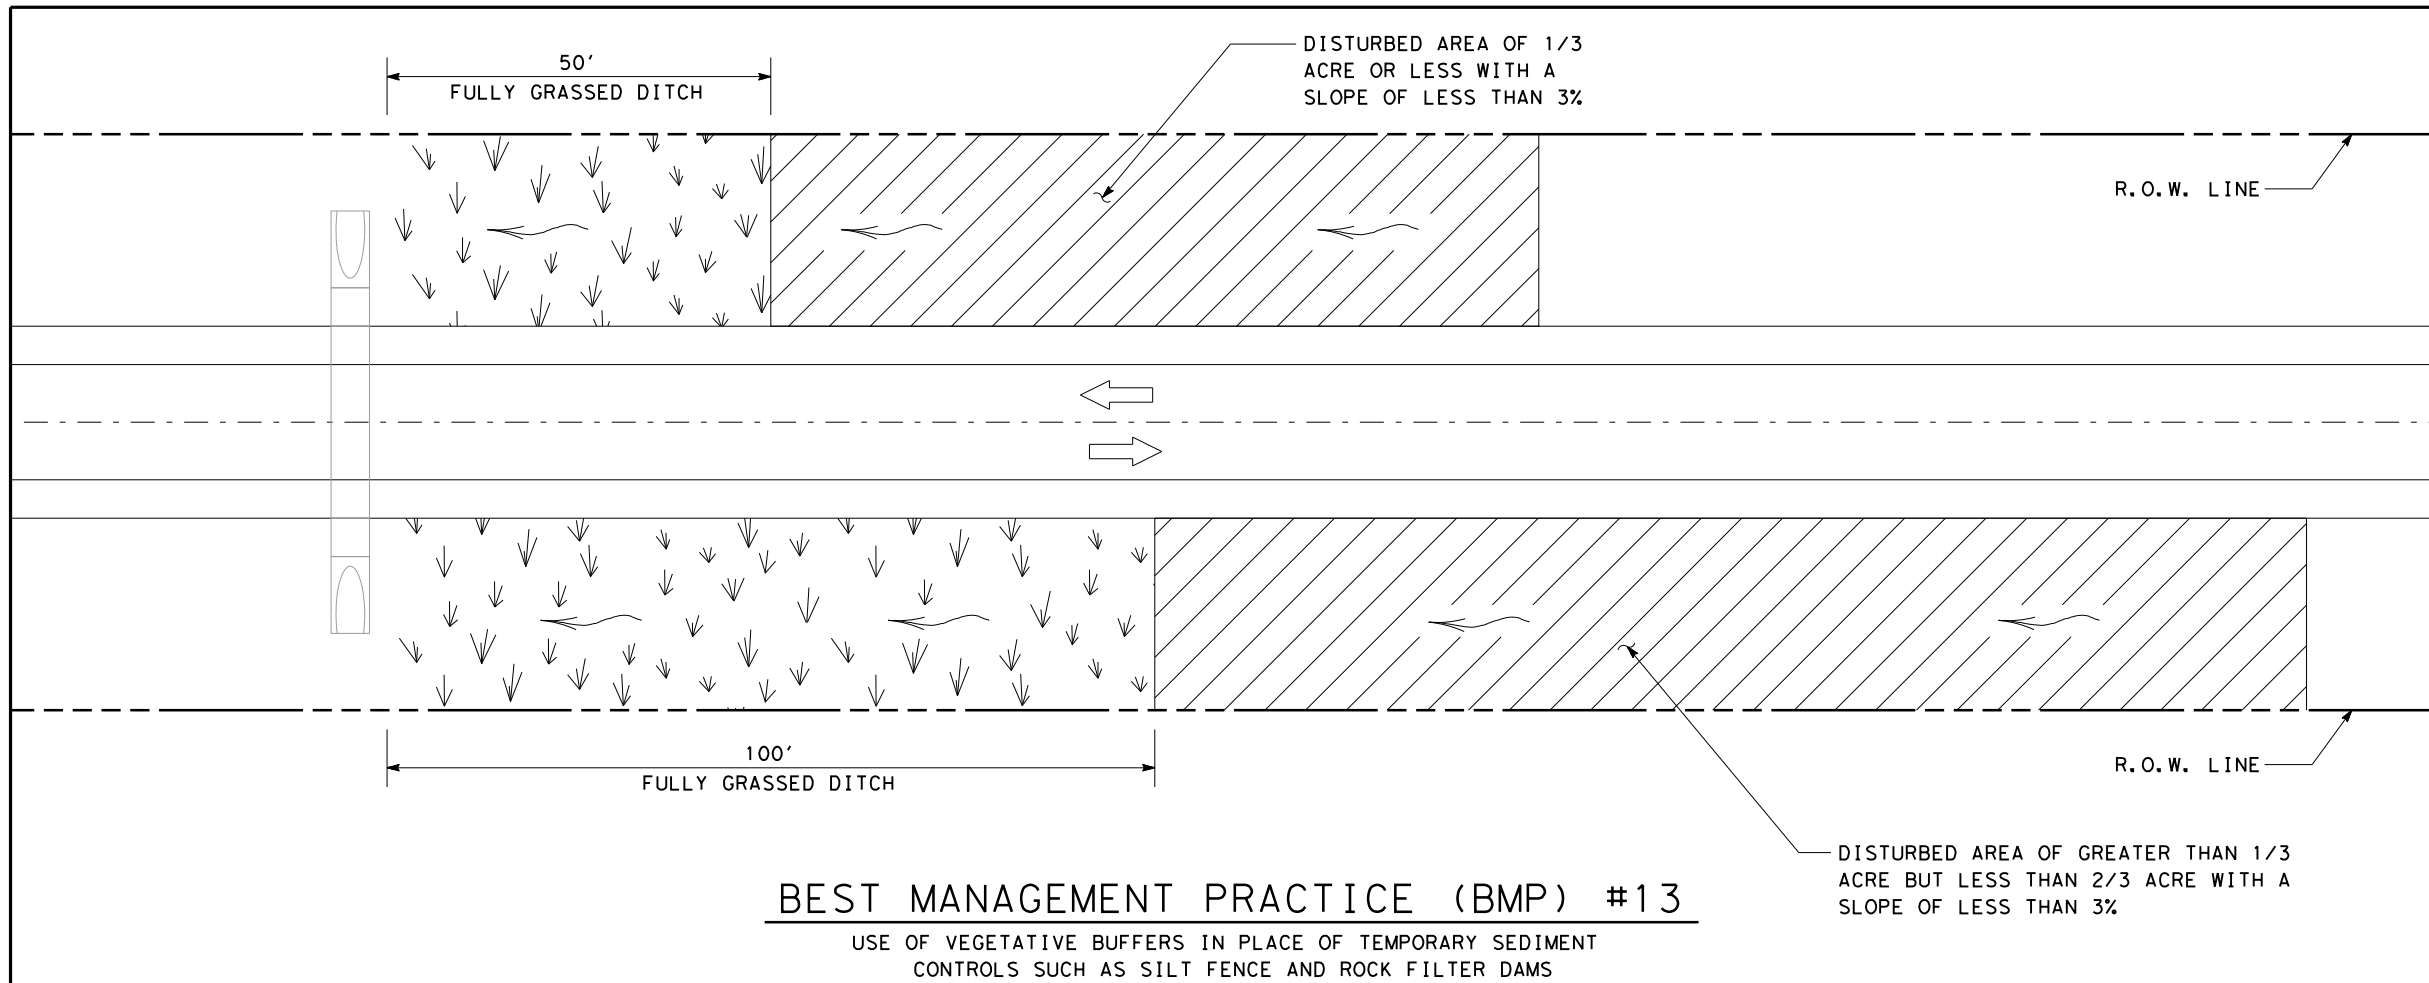 50'
FULLY GRASSED DITCH
DISTURBED AREA OF 1/3
ACRE OR LESS WITH A
SLOPE OF LESS THAN 3%
R.O.W. LINE
100'
FULLY GRASSED DITCH
R.O.W. LINE
DISTURBED AREA OF GREATER THAN 1/3
ACRE BUT LESS THAN 2/3 ACRE WITH A
SLOPE OF LESS THAN 3%
BEST MANAGEMENT PRACTICE (BMP) #13
USE OF VEGETATIVE BUFFERS IN PLACE OF TEMPORARY SEDIMENT
CONTROLS SUCH AS SILT FENCE AND ROCK FILTER DAMS